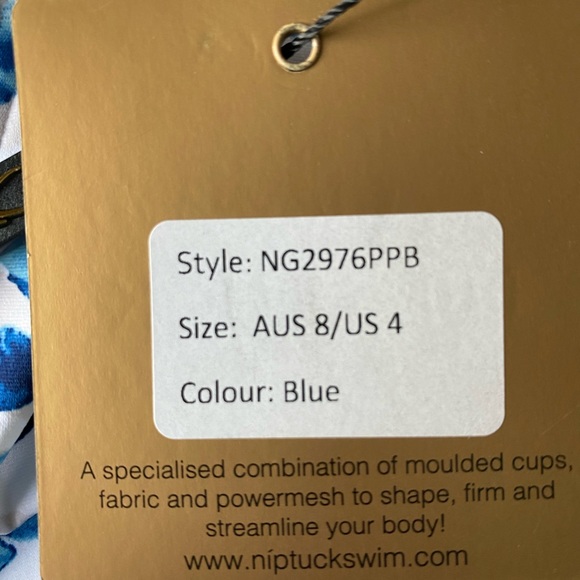 Style: NG2976PPB
Size: AUS 8/US 4
Colour: Blue
A specialised combination of moulded cups,
fabric and powermesh to shape, firm and
streamline your body!
www.niptuckswim.com